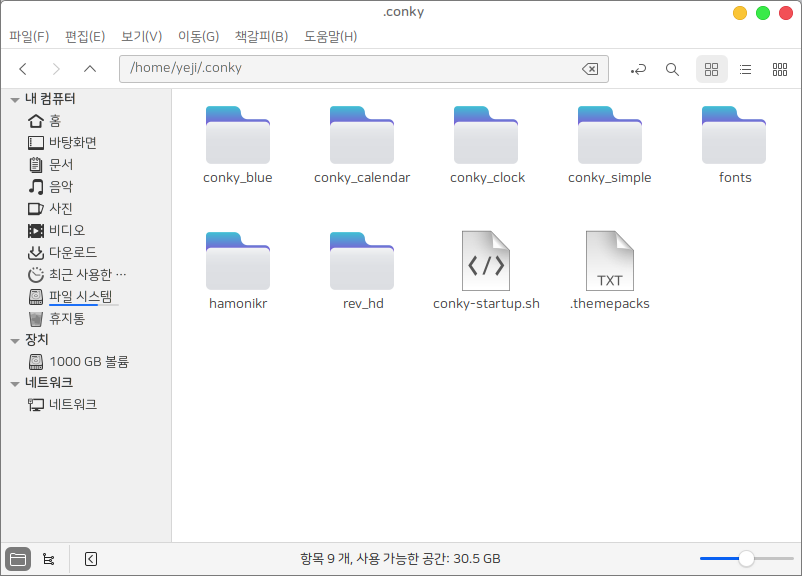 .conky
파일(F) 편집(E) 보기(V) 이동(G) 책갈피(B) 도움말(H)
/home/yeji/.conky
내 컴퓨터
홈
바탕화면
문서
음악
사진
비디오
다운로드
최근 사용한 ···
파일 시스템
휴지통
장치
1000 GB 볼륨
네트워크
네트워크
conky_blue conky_calendar conky_clock conky_simple fonts
</> TXT
hamonikr rev_hd conky-startup.sh .themepacks
항목 9 개, 사용 가능한 공간: 30.5 GB